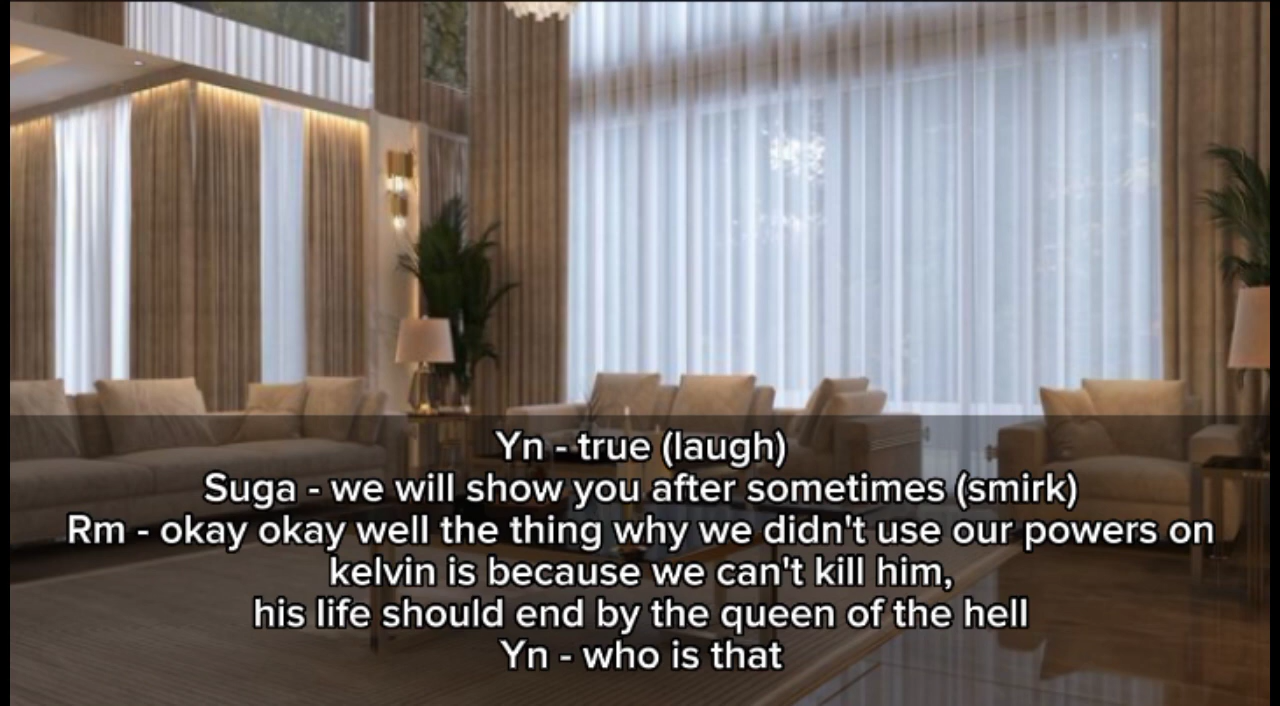 Yn - true (laugh)
Suga - we will show you after sometimes (smirk)
Rm - okay okay well the thing why we didn't use our powers on
kelvin is because we can't kill him,
his life should end by the queen of the hell
Yn - who is that